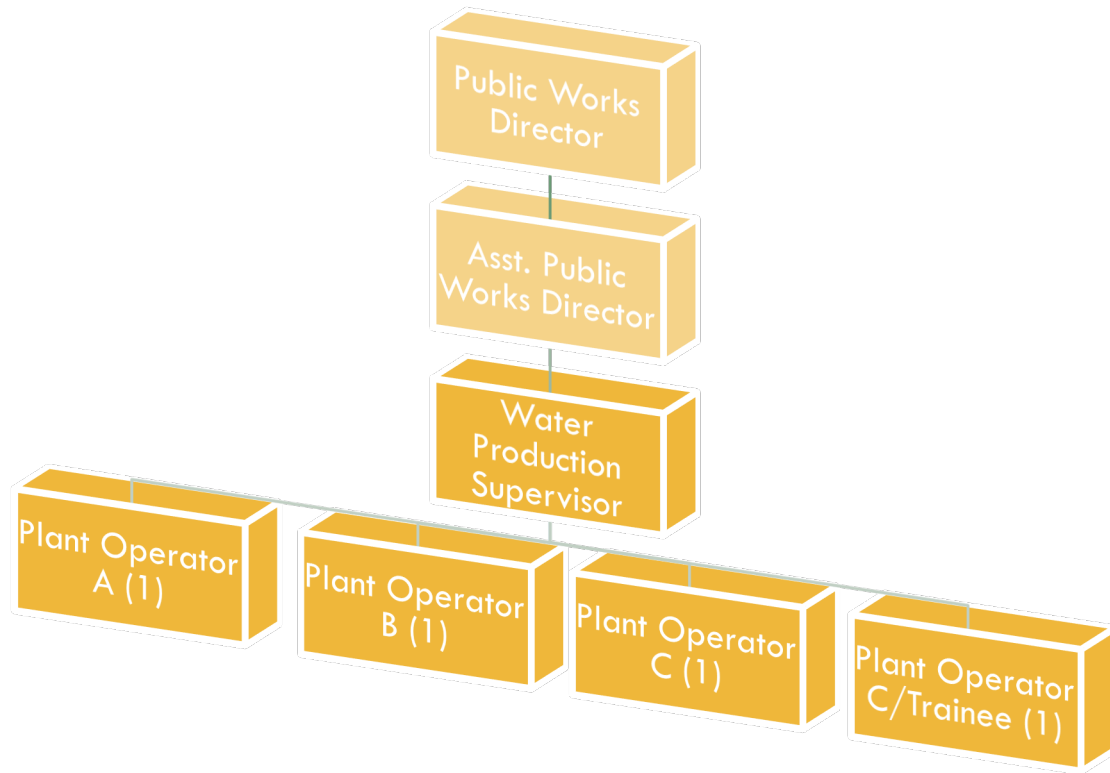 Public Works
Director
Asst. Public
Works Director
Water
Production
Supervisor
Plant Operator
A (1)
Plant Operator
B (1)
Plant Operator
C (1)
Plant Operator
C/Trainee (1)